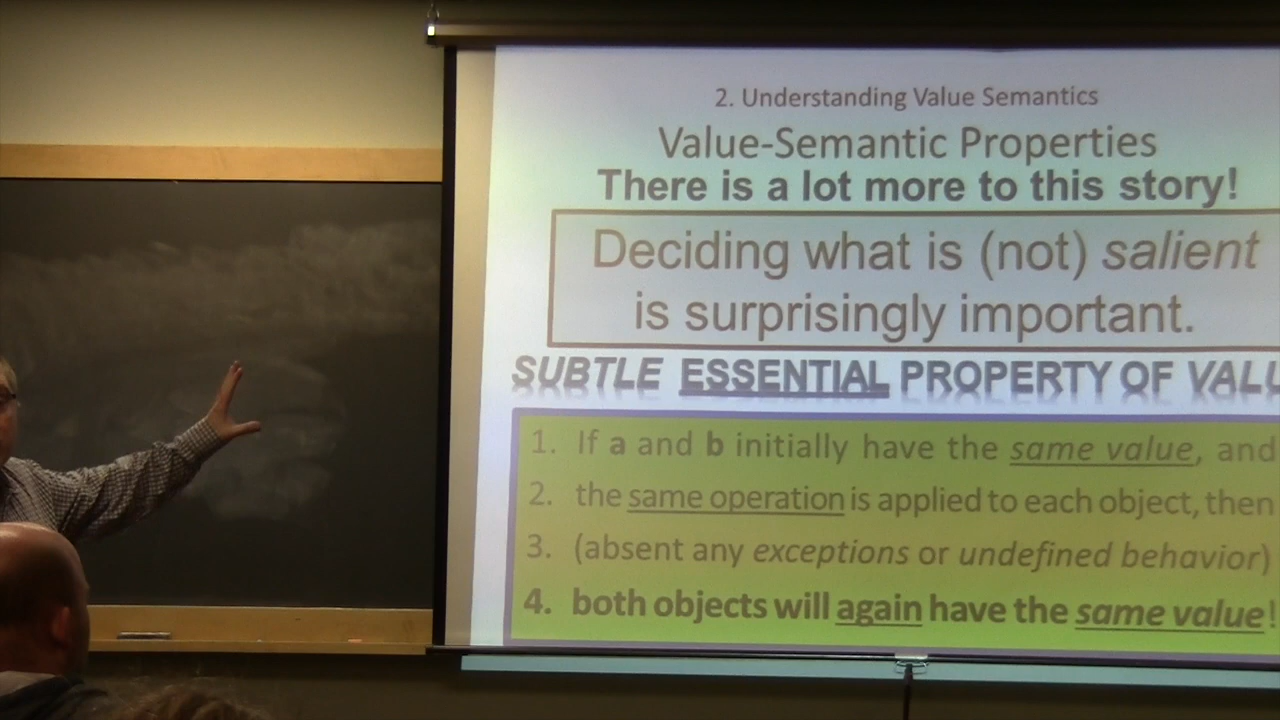 2. Understanding Value Semantics
Value-Semantic Properties
There is a lot more to this story!
Deciding what is (not) salient
is surprisingly important.
SUBTLE ESSENTIAL PROPERTY OF
1. If a and b initially have the same value, and
2. the same operation is applied to each object, then
3. (absent any exceptions or undefined behavior)
4. both objects will again have the same value!